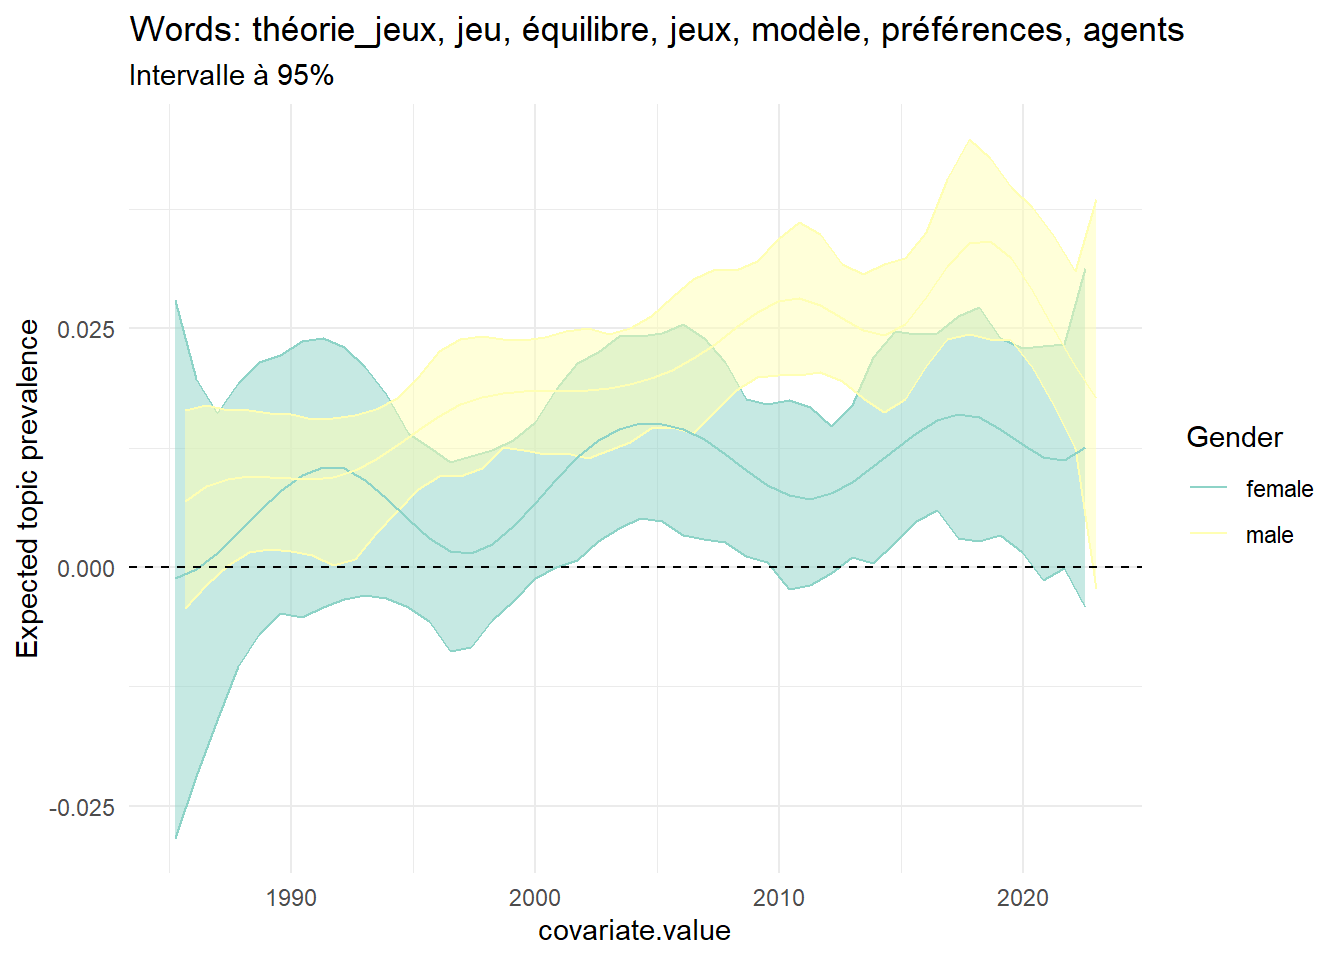 Words: théorie_jeux, jeu, équilibre, jeux, modèle, préférences, agents
Intervalle à 95%
Expected topic prevalence
0.025
0.000
-0.025
1990
2000
2010
2020
covariate.value
Gender
female
male